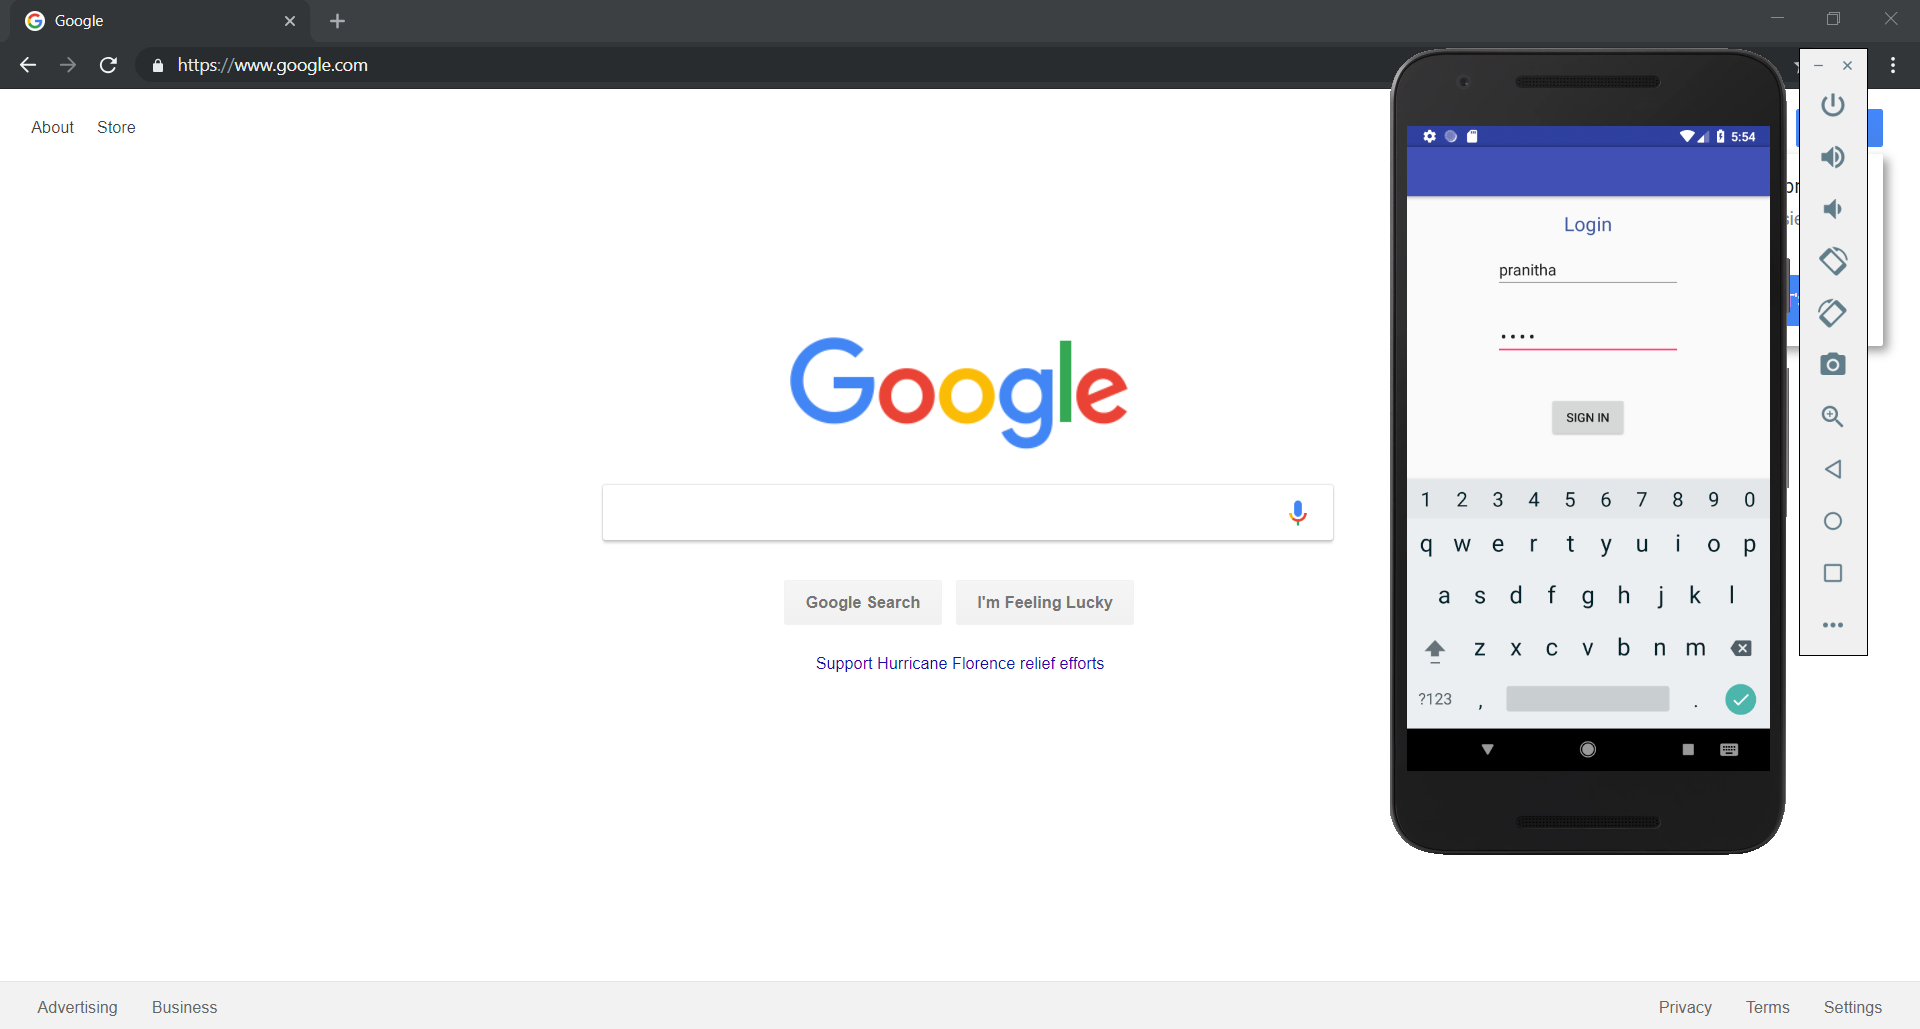 Google
https://www.google.com
About Store
Google
Google Search I'm Feeling Lucky
Support Hurricane Florence relief efforts
Advertising Business
Privacy Terms Settings
5:54
Login
pranitha
••••
SIGN IN
1 2 3 4 5 6 7 8 9 0
q w e r t y u i o p
a s d f g h j k l
z x c v b n m
?123 , .